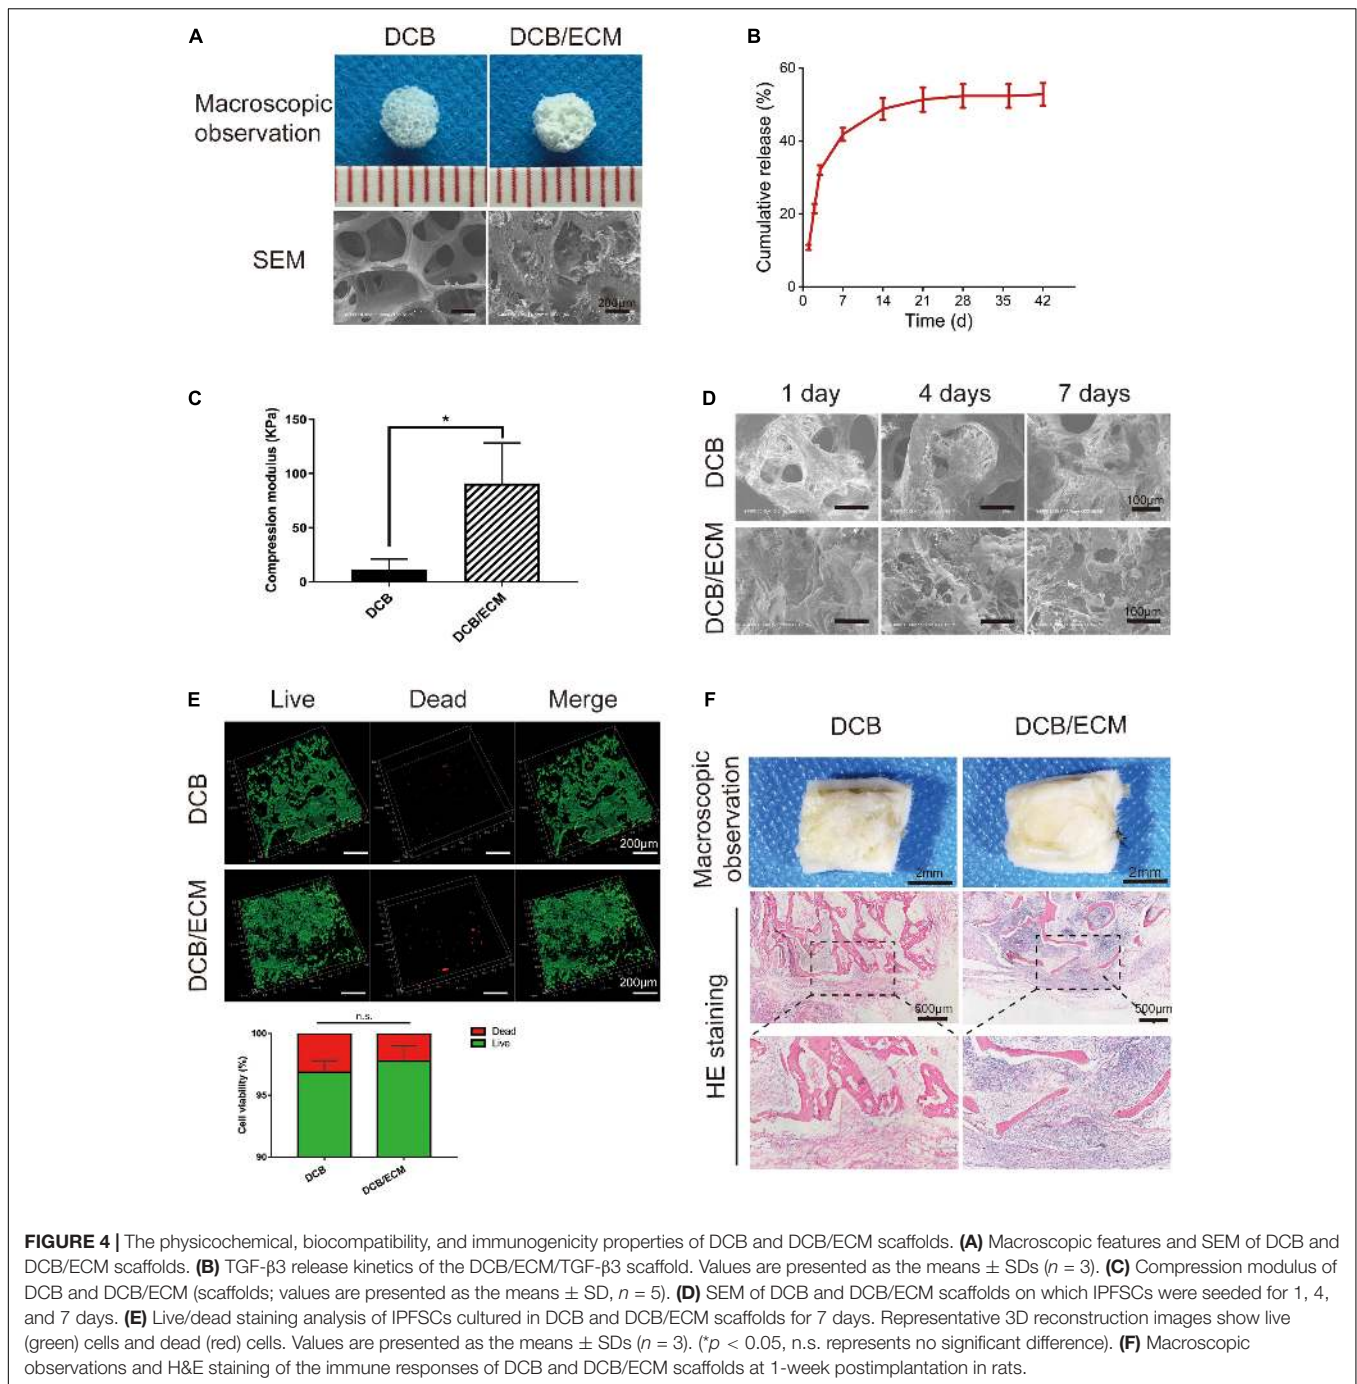 A
DCB
DCB/ECM
Macroscopic
observation
SEM
200μm
B
Cumulative release (%)
60
40
20
0
0 7 14 21 28 35 42
Time (d)
C
Compression modulus (KPa)
150
100
50
0
*
DCB
DCB/ECM
D
1 day
4 days
7 days
DCB
100μm
DCB/ECM
100μm
E
Live
Dead
Merge
DCB
200μm
DCB/ECM
200μm
n.s.
Dead
Live
Cell viability (%)
100
95
90
DCB
DCB/ECM
F
DCB
DCB/ECM
Macroscopic
observation
2mm
2mm
HE staining
500μm
500μm
FIGURE 4 | The physicochemical, biocompatibility, and immunogenicity properties of DCB and DCB/ECM scaffolds. (A) Macroscopic features and SEM of DCB and
DCB/ECM scaffolds. (B) TGF-β3 release kinetics of the DCB/ECM/TGF-β3 scaffold. Values are presented as the means ± SDs (n = 3). (C) Compression modulus of
DCB and DCB/ECM (scaffolds; values are presented as the means ± SD, n = 5). (D) SEM of DCB and DCB/ECM scaffolds on which IPFSCs were seeded for 1, 4,
and 7 days. (E) Live/dead staining analysis of IPFSCs cultured in DCB and DCB/ECM scaffolds for 7 days. Representative 3D reconstruction images show live
(green) cells and dead (red) cells. Values are presented as the means ± SDs (n = 3). (*p < 0.05, n.s. represents no significant difference). (F) Macroscopic
observations and H&E staining of the immune responses of DCB and DCB/ECM scaffolds at 1-week postimplantation in rats.